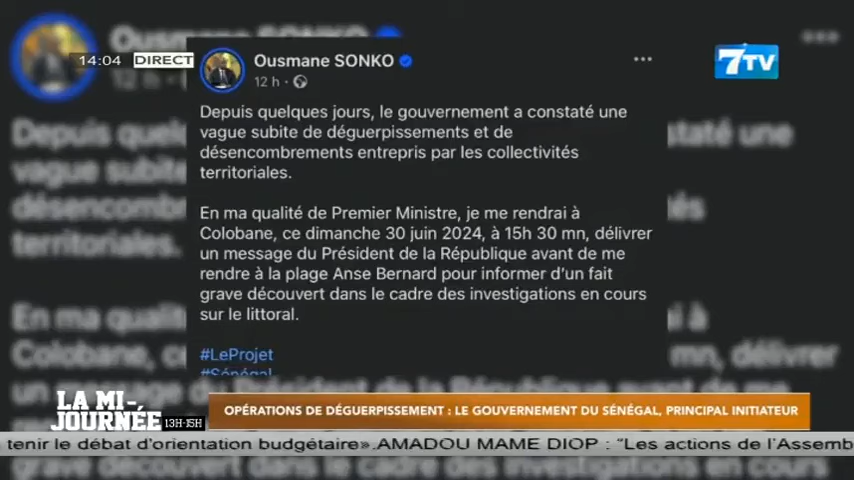 14:04 DIRECT
7TV
Ousmane SONKO
12 h
Depuis quelques jours, le gouvernement a constaté une
vague subite de déguerpissements et de
désencombrements entrepris par les collectivités
territoriales.
En ma qualité de Premier Ministre, je me rendrai à
Colobane, ce dimanche 30 juin 2024, à 15h 30 mn, délivrer
un message du Président de la République avant de me
rendre à la plage Anse Bernard pour informer d'un fait
grave découvert dans le cadre des investigations en cours
sur le littoral.
#LeProjet
#Sénégal
LA MI-
JOURNÉE 13H-15H
OPÉRATIONS DE DÉGUERPISSEMENT : LE GOUVERNEMENT DU SÉNÉGAL, PRINCIPAL INITIATEUR
tenir le débat d'orientation budgétaire». AMADOU MAME DIOP : "Les actions de l'Assemb